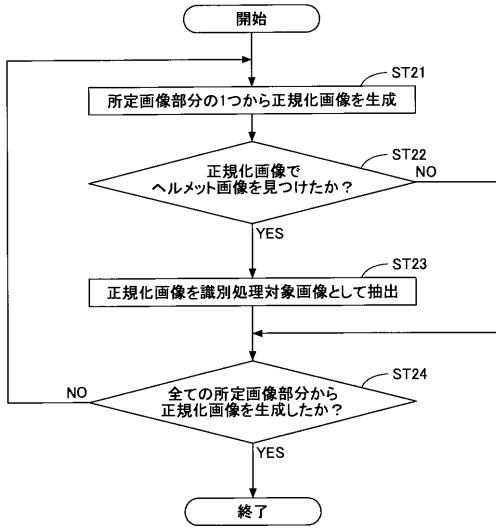 開始
ST21
所定画像部分の1つから正規化画像を生成
ST22
正規化画像で
ヘルメット画像を見つけたか？
NO
YES
ST23
正規化画像を識別処理対象画像として抽出
ST24
全ての所定画像部分から
正規化画像を生成したか？
NO
YES
終了